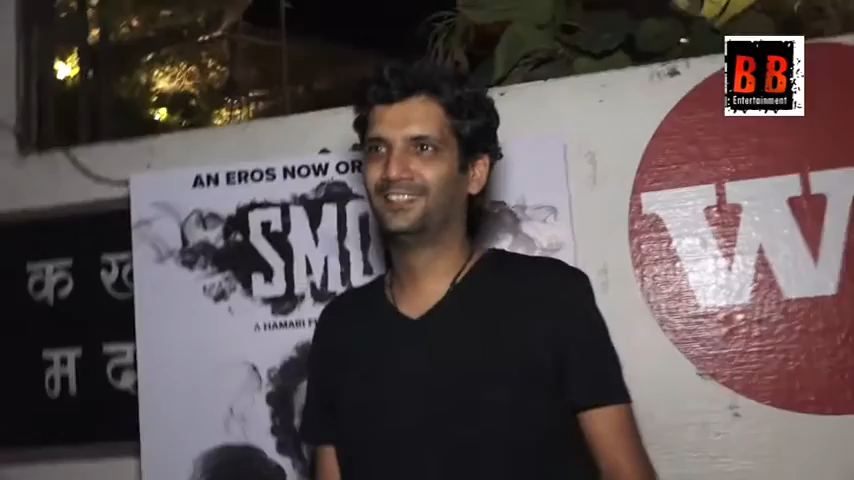 BB
Entertainment
AN EROS NOW OR
SMO
A HAMARI F
W
क ख
म द